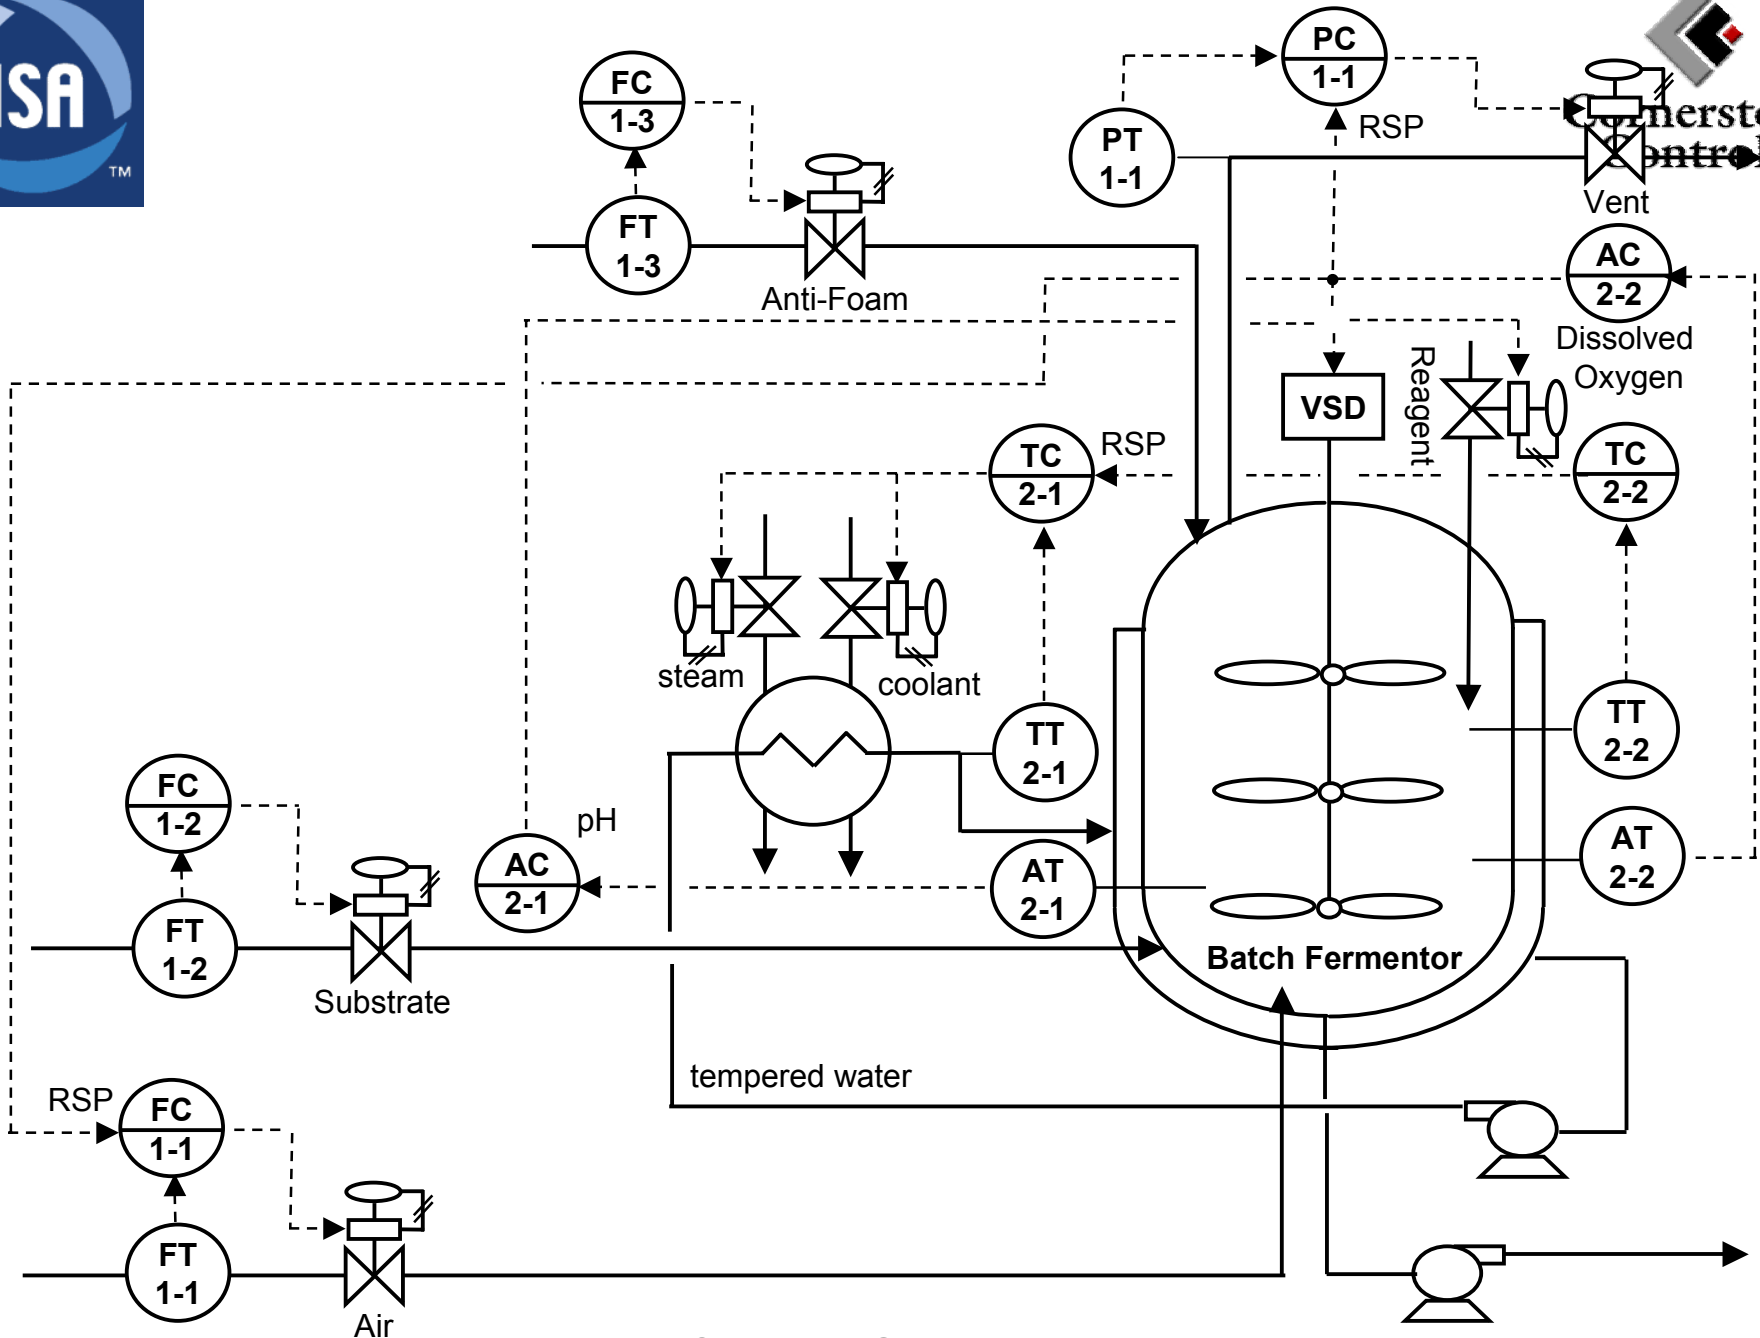 ISA
TM
FC
1-3
FT
1-3
Anti-Foam
PC
1-1
PT
1-1
RSP
Vent
AC
2-2
Dissolved
Oxygen
VSD
Reagent
TC
2-1
RSP
TC
2-2
steam
coolant
TT
2-1
TT
2-2
FC
1-2
pH
AC
2-1
AT
2-1
AT
2-2
FT
1-2
Substrate
Batch Fermentor
tempered water
RSP
FC
1-1
FT
1-1
Air